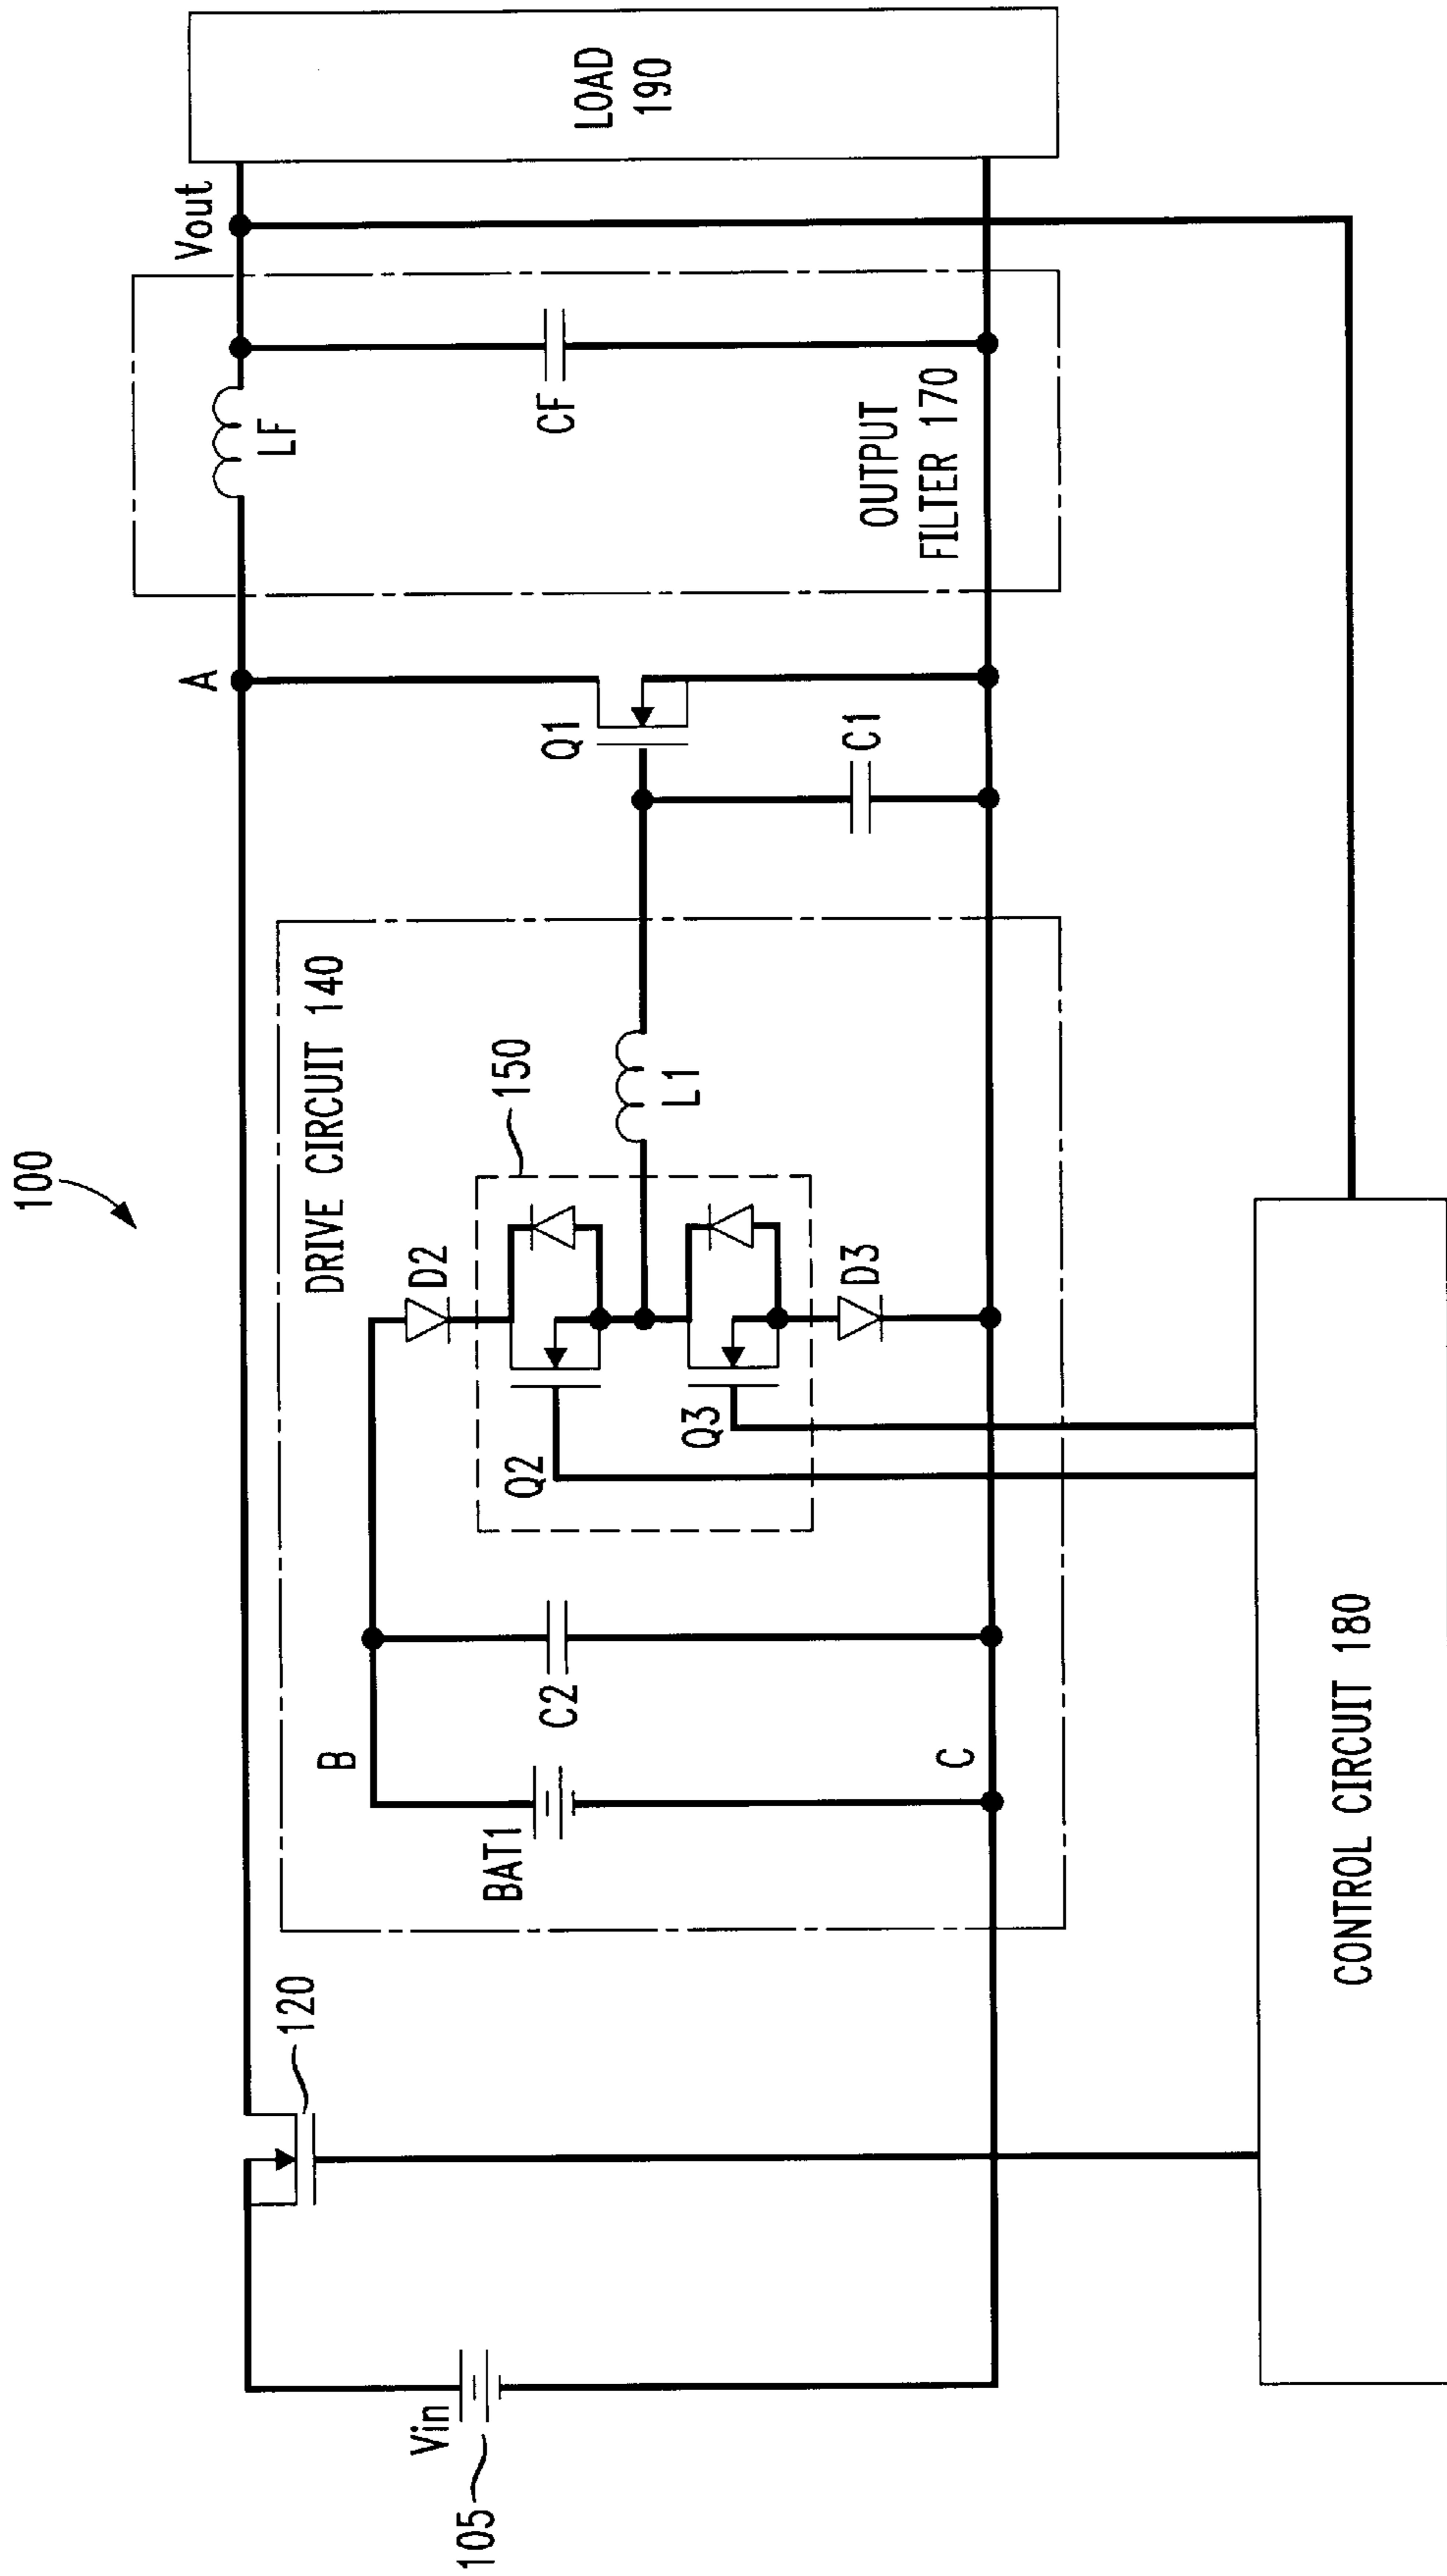 100
Vin
105
120
A
Vout
LOAD
190
LF
CF
OUTPUT
FILTER 170
DRIVE CIRCUIT 140
B
BAT1
C2
C
D2
150
Q2
Q3
D3
L1
Q1
C1
CONTROL CIRCUIT 180